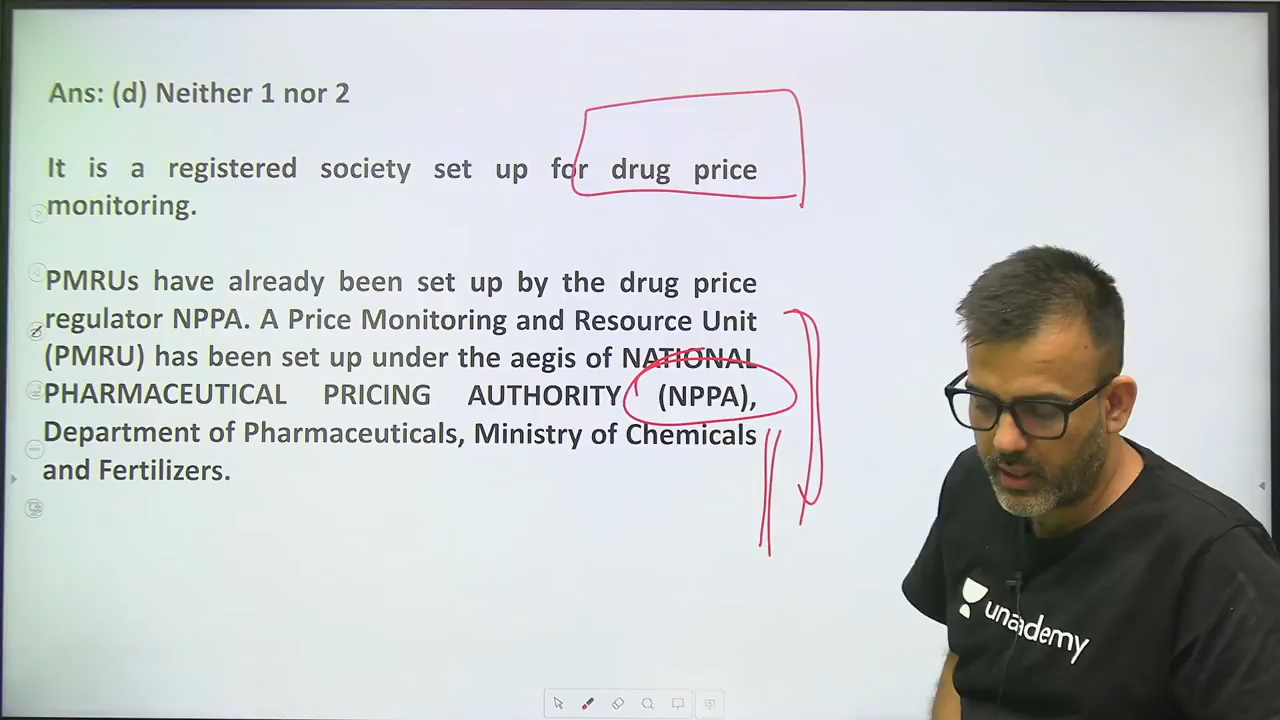 Ans: (d) Neither 1 nor 2
It is a registered society set up for drug price
monitoring.
PMRUs have already been set up by the drug price
regulator NPPA. A Price Monitoring and Resource Unit
(PMRU) has been set up under the aegis of NATIONAL
PHARMACEUTICAL PRICING AUTHORITY (NPPA),
Department of Pharmaceuticals, Ministry of Chemicals
and Fertilizers.
unacademy